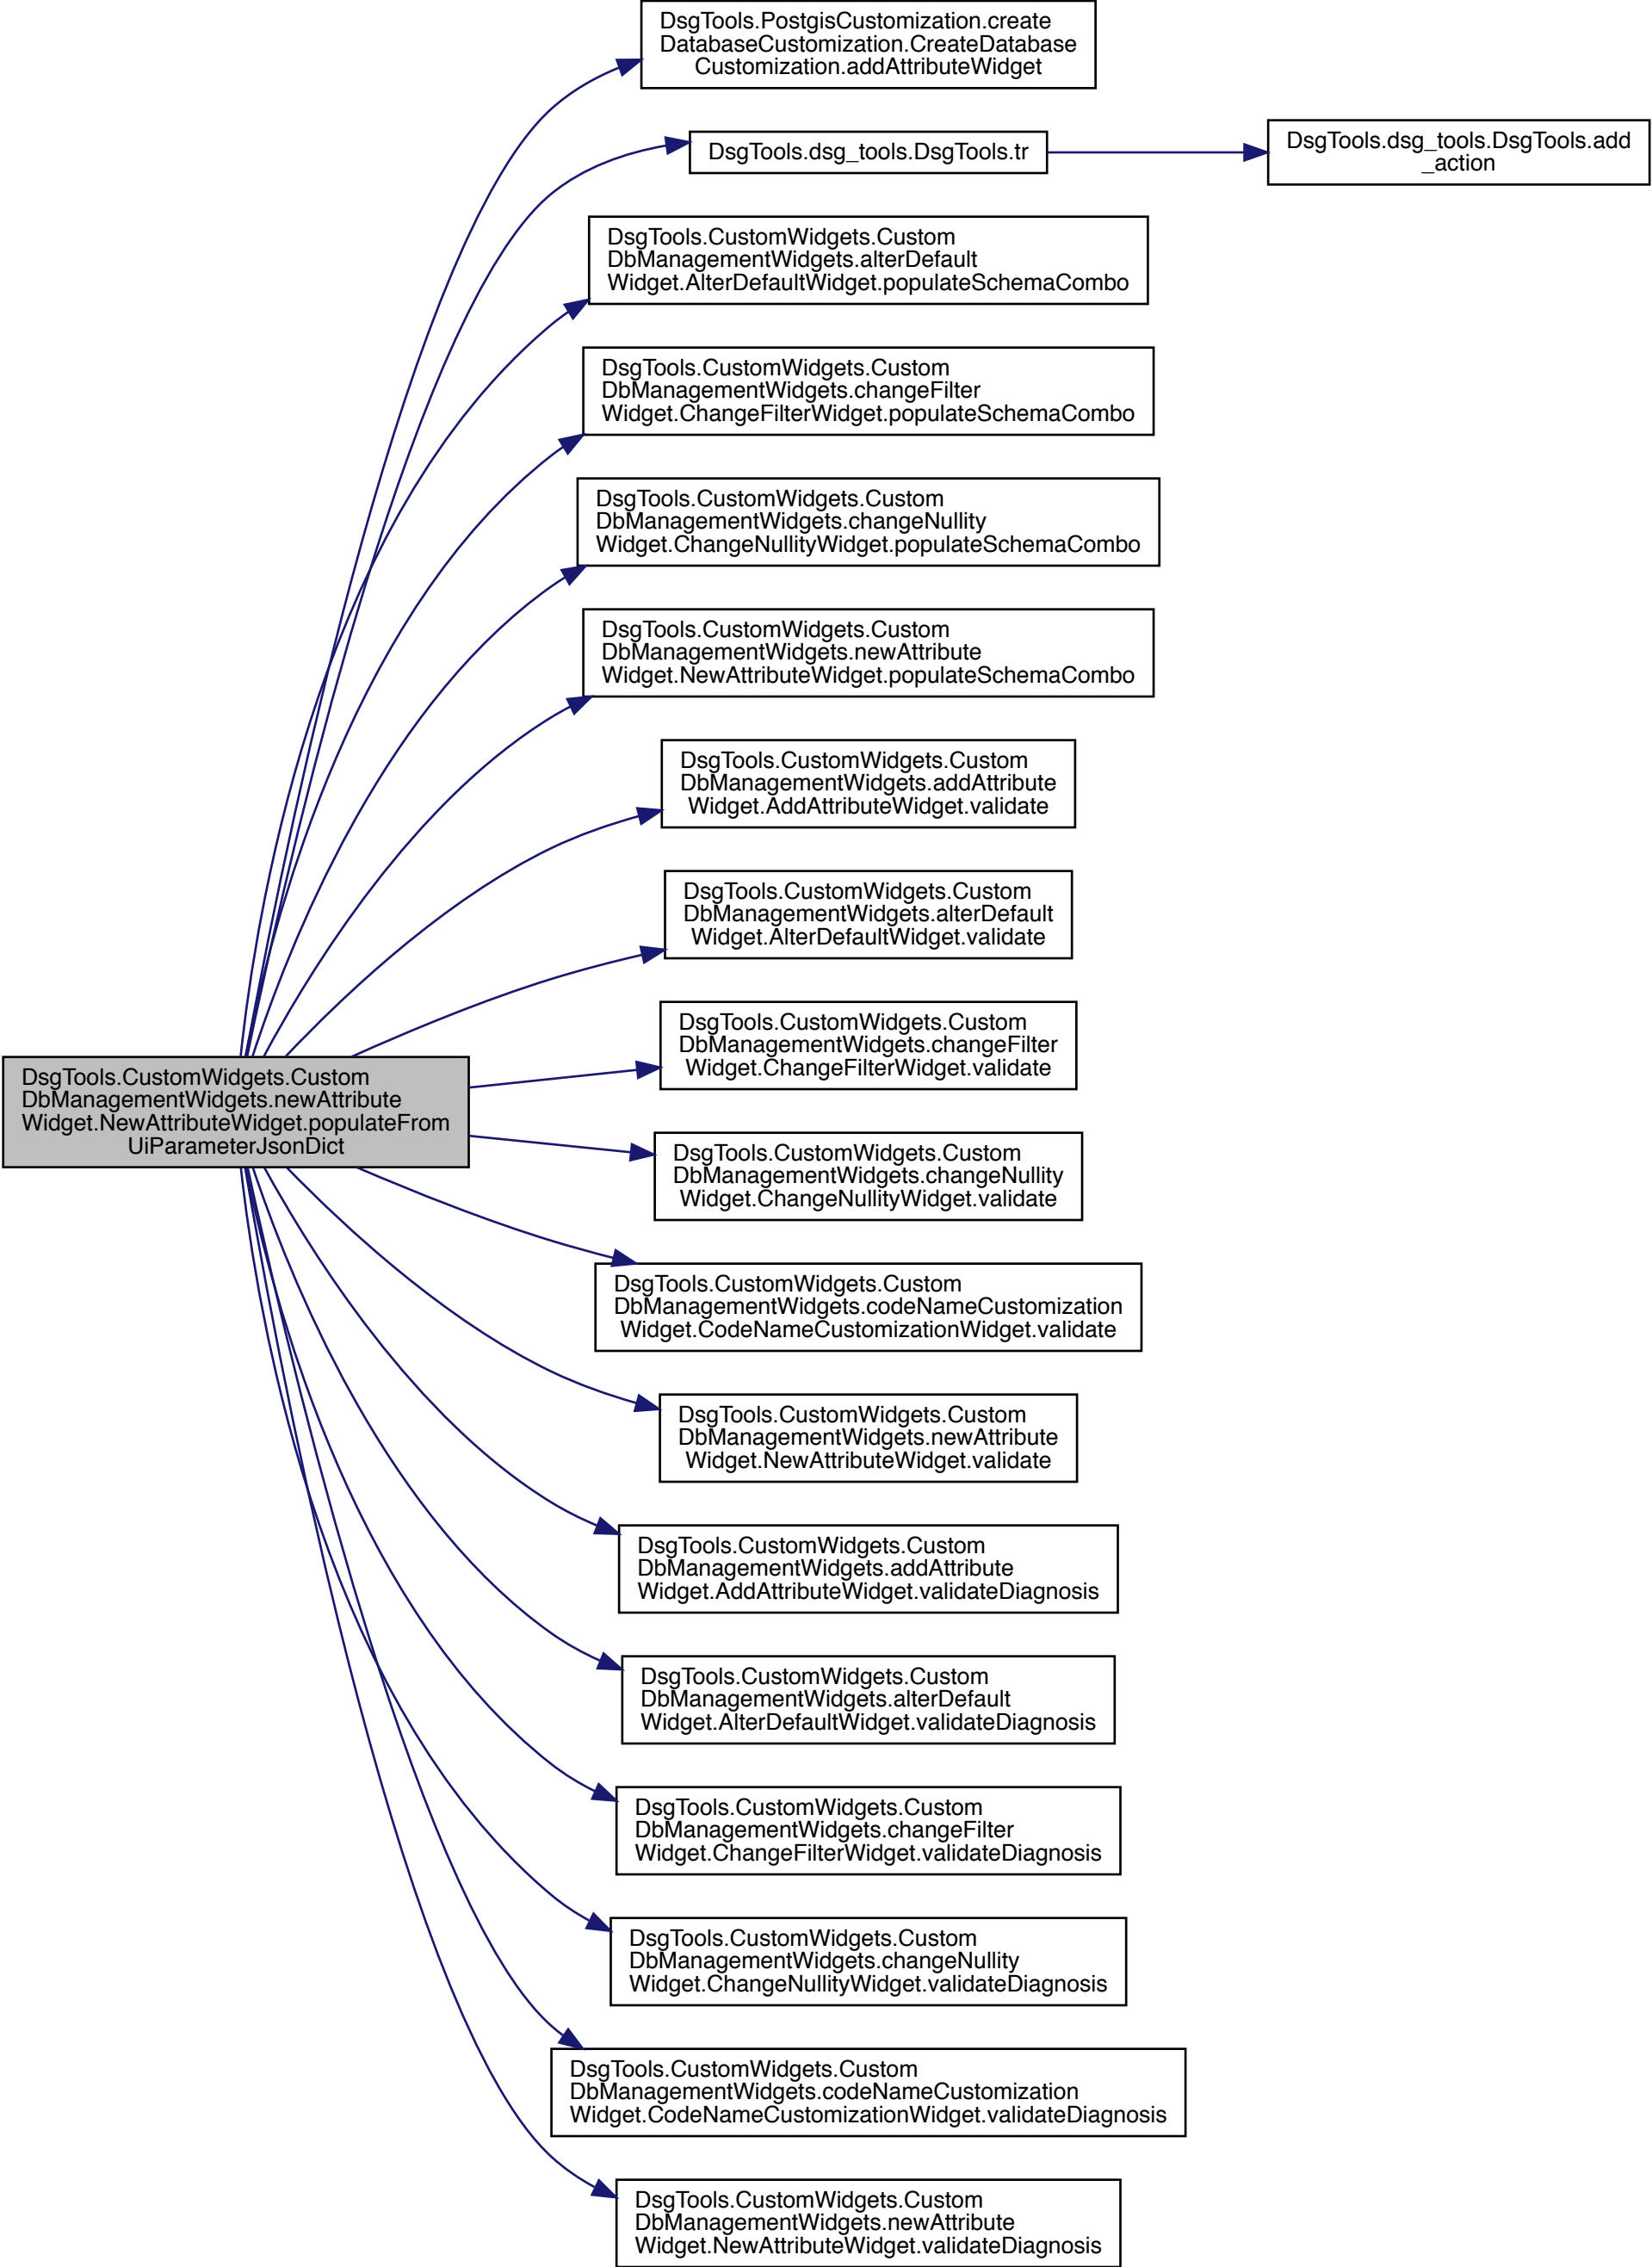 DsgTools.PostgisCustomization.create
DatabaseCustomization.CreateDatabase
Customization.addAttributeWidget
DsgTools.dsg_tools.DsgTools.tr
DsgTools.dsg_tools.DsgTools.add
_action
DsgTools.CustomWidgets.Custom
DbManagementWidgets.alterDefault
Widget.AlterDefaultWidget.populateSchemaCombo
DsgTools.CustomWidgets.Custom
DbManagementWidgets.changeFilter
Widget.ChangeFilterWidget.populateSchemaCombo
DsgTools.CustomWidgets.Custom
DbManagementWidgets.changeNullity
Widget.ChangeNullityWidget.populateSchemaCombo
DsgTools.CustomWidgets.Custom
DbManagementWidgets.newAttribute
Widget.NewAttributeWidget.populateSchemaCombo
DsgTools.CustomWidgets.Custom
DbManagementWidgets.addAttribute
Widget.AddAttributeWidget.validate
DsgTools.CustomWidgets.Custom
DbManagementWidgets.alterDefault
Widget.AlterDefaultWidget.validate
DsgTools.CustomWidgets.Custom
DbManagementWidgets.changeFilter
Widget.ChangeFilterWidget.validate
DsgTools.CustomWidgets.Custom
DbManagementWidgets.newAttribute
Widget.NewAttributeWidget.populateFrom
UiParameterJsonDict
DsgTools.CustomWidgets.Custom
DbManagementWidgets.changeNullity
Widget.ChangeNullityWidget.validate
DsgTools.CustomWidgets.Custom
DbManagementWidgets.codeNameCustomization
Widget.CodeNameCustomizationWidget.validate
DsgTools.CustomWidgets.Custom
DbManagementWidgets.newAttribute
Widget.NewAttributeWidget.validate
DsgTools.CustomWidgets.Custom
DbManagementWidgets.addAttribute
Widget.AddAttributeWidget.validateDiagnosis
DsgTools.CustomWidgets.Custom
DbManagementWidgets.alterDefault
Widget.AlterDefaultWidget.validateDiagnosis
DsgTools.CustomWidgets.Custom
DbManagementWidgets.changeFilter
Widget.ChangeFilterWidget.validateDiagnosis
DsgTools.CustomWidgets.Custom
DbManagementWidgets.changeNullity
Widget.ChangeNullityWidget.validateDiagnosis
DsgTools.CustomWidgets.Custom
DbManagementWidgets.codeNameCustomization
Widget.CodeNameCustomizationWidget.validateDiagnosis
DsgTools.CustomWidgets.Custom
DbManagementWidgets.newAttribute
Widget.NewAttributeWidget.validateDiagnosis